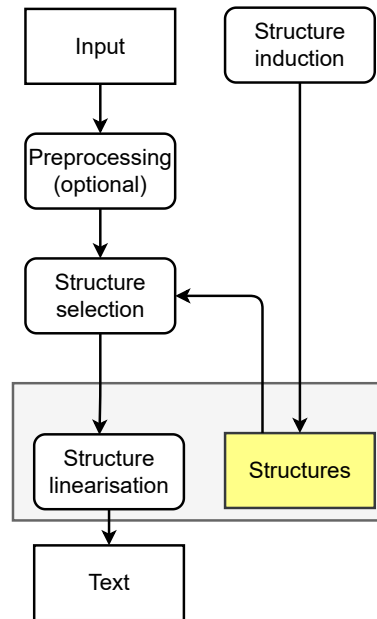 Input
Structure
induction
Preprocessing
(optional)
Structure
selection
Structure
linearisation
Structures
Text